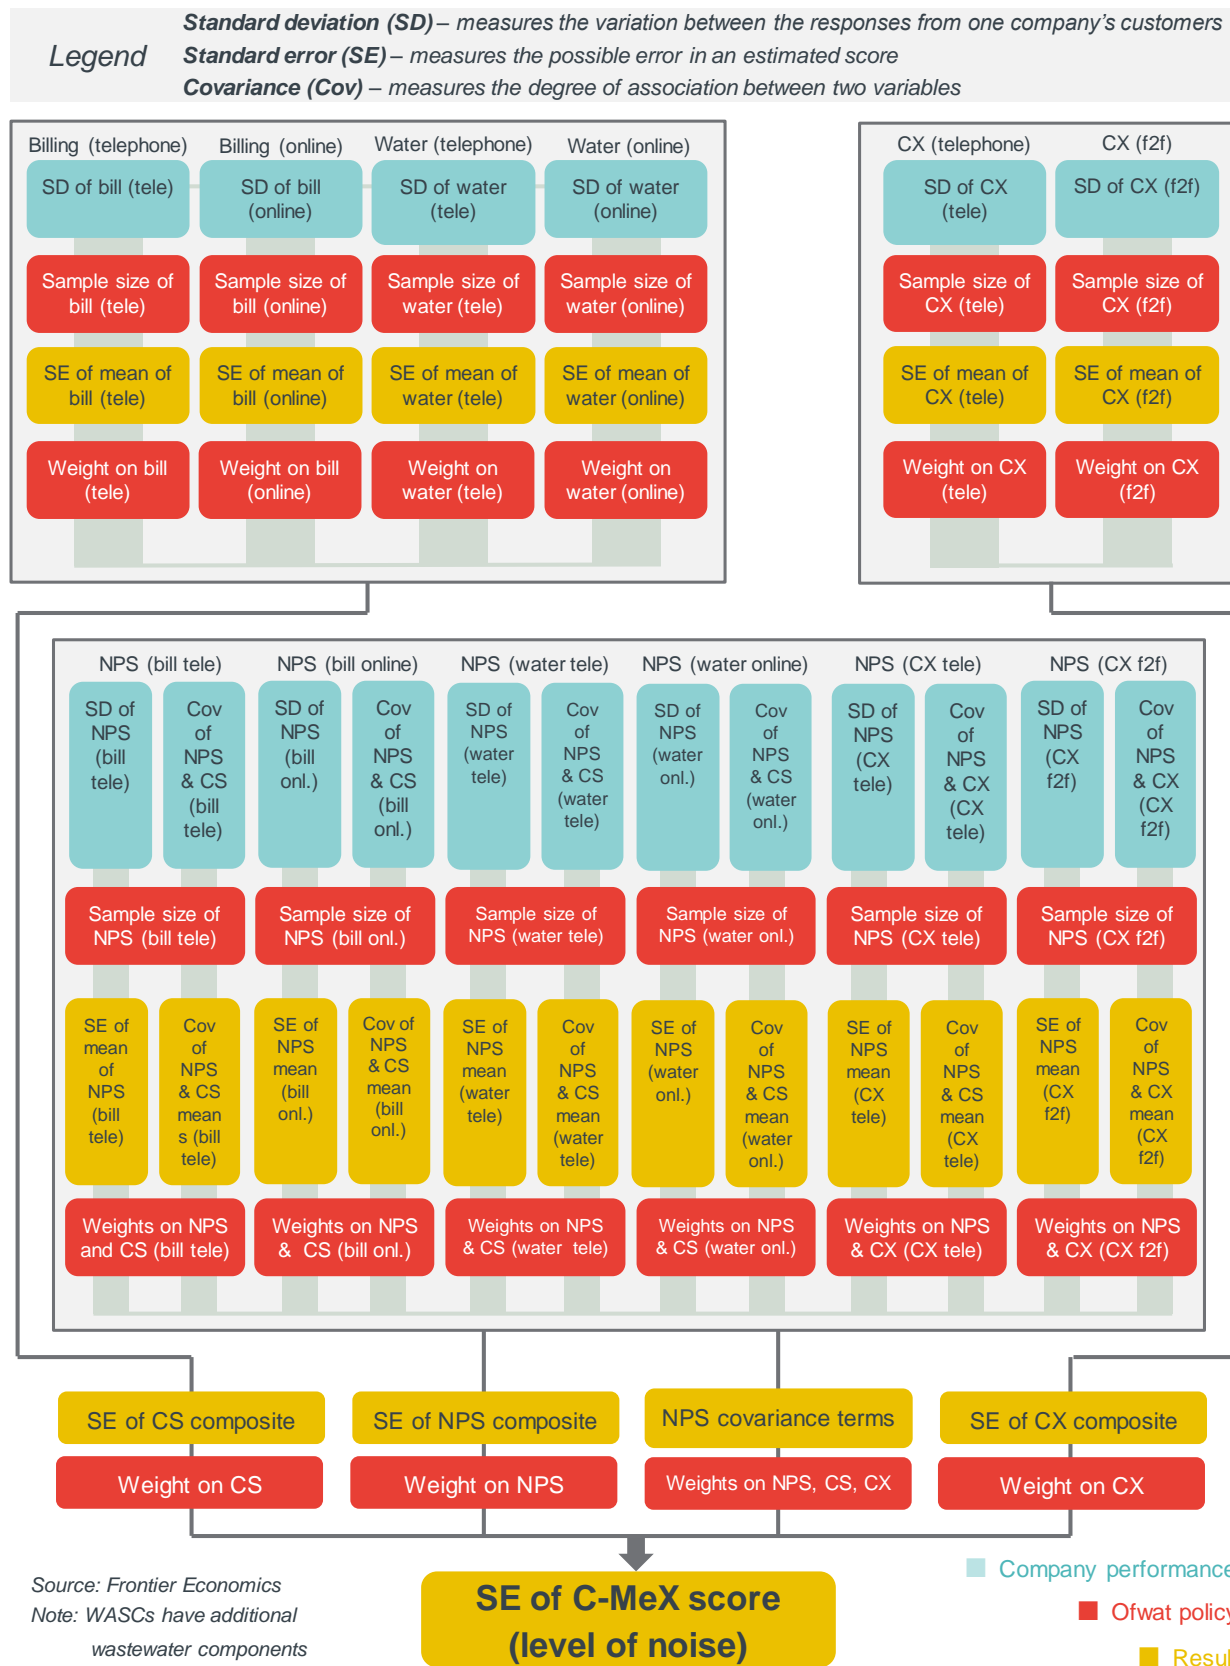 Legend
Standard deviation (SD) – measures the variation between the responses from one company's customers
Standard error (SE) – measures the possible error in an estimated score
Covariance (Cov) – measures the degree of association between two variables
Billing (telephone)
Billing (online)
Water (telephone)
Water (online)
SD of bill (tele)
SD of bill
(online)
SD of water
(tele)
SD of water
(online)
Sample size of
bill (tele)
Sample size of
bill (online)
Sample size of
water (tele)
Sample size of
water (online)
SE of mean of
bill (tele)
SE of mean of
bill (online)
SE of mean of
water (tele)
SE of mean of
water (online)
Weight on bill
(tele)
Weight on bill
(online)
Weight on
water (tele)
Weight on
water (online)
CX (telephone)
CX (f2f)
SD of CX
(tele)
SD of CX (f2f)
Sample size of
CX (tele)
Sample size of
CX (f2f)
SE of mean of
CX (tele)
SE of mean of
CX (f2f)
Weight on CX
(tele)
Weight on CX
(f2f)
NPS (bill tele)
NPS (bill online)
NPS (water tele)
NPS (water online)
NPS (CX tele)
NPS (CX f2f)
SD of
NPS
(bill
tele)
Cov
of
NPS
& CS
(bill
tele)
SD of
NPS
(bill
onl.)
Cov
of
NPS
& CS
(bill
onl.)
SD of
NPS
(water
tele)
Cov
of
NPS
& CS
(water
tele)
SD of
NPS
(water
onl.)
Cov
of
NPS
& CS
(water
onl.)
SD of
NPS
(CX
tele)
Cov
of
NPS
& CX
(CX
tele)
SD of
NPS
(CX
f2f)
Cov
of
NPS
& CX
(CX
f2f)
Sample size of
NPS (bill tele)
Sample size of
NPS (bill onl.)
Sample size of
NPS (water tele)
Sample size of
NPS (water onl.)
Sample size of
NPS (CX tele)
Sample size of
NPS (CX f2f)
SE of
mean
of
NPS
(bill
tele)
Cov
of
NPS
& CS
mean
s (bill
tele)
SE of
NPS
mean
(bill
onl.)
Cov of
NPS
& CS
mean
(bill
onl.)
SE of
NPS
mean
(water
tele)
Cov
of
NPS
& CS
mean
(water
tele)
SE of
NPS
(water
onl.)
Cov
of
NPS
& CS
mean
(water
onl.)
SE of
NPS
mean
(CX
tele)
Cov
of
NPS
& CS
mean
(CX
tele)
SE of
NPS
mean
(CX
f2f)
Cov
of
NPS
& CX
mean
(CX
f2f)
Weights on NPS
and CS (bill tele)
Weights on NPS
& CS (bill onl.)
Weights on NPS
& CS (water tele)
Weights on NPS
& CS (water onl.)
Weights on NPS
& CX (CX tele)
Weights on NPS
& CX (CX f2f)
SE of CS composite
SE of NPS composite
NPS covariance terms
SE of CX composite
Weight on CS
Weight on NPS
Weights on NPS, CS, CX
Weight on CX
SE of C-MeX score
(level of noise)
Source: Frontier Economics
Note: WASCs have additional
wastewater components
Company performance
Ofwat policy
Resul